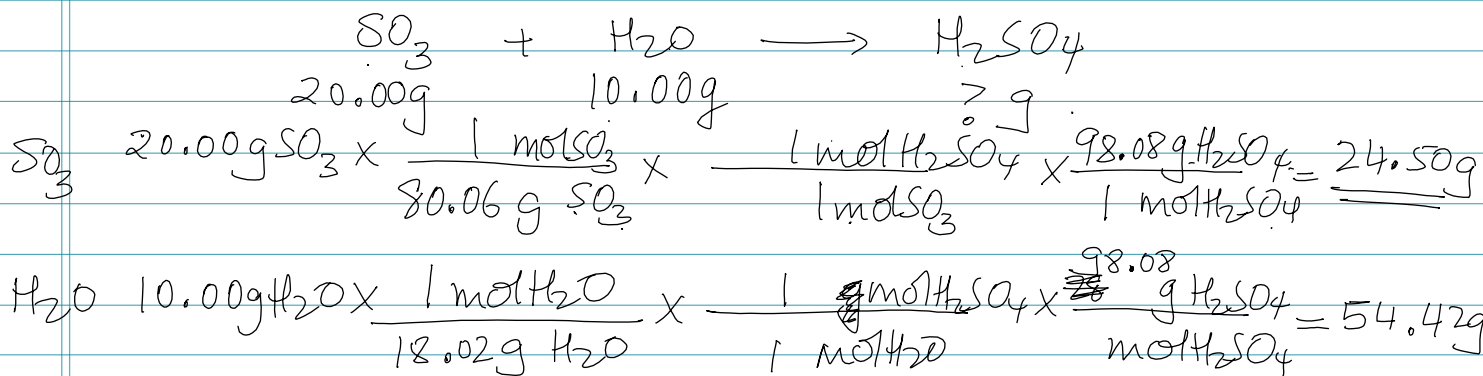 SO₃ + H₂O ⟶ H₂SO₄
20.00g 10.00g ? g
SO₃ 20.00g SO₃ × 1 mol SO₃ / 80.06 g SO₃ × 1 mol H₂SO₄ / 1 mol SO₃ × 98.08 g H₂SO₄ / 1 mol H₂SO₄ = 24.50g
H₂O 10.00g H₂O × 1 mol H₂O / 18.02g H₂O × 1 mol H₂SO₄ / 1 mol H₂O × 98.08 g H₂SO₄ / mol H₂SO₄ = 54.42g